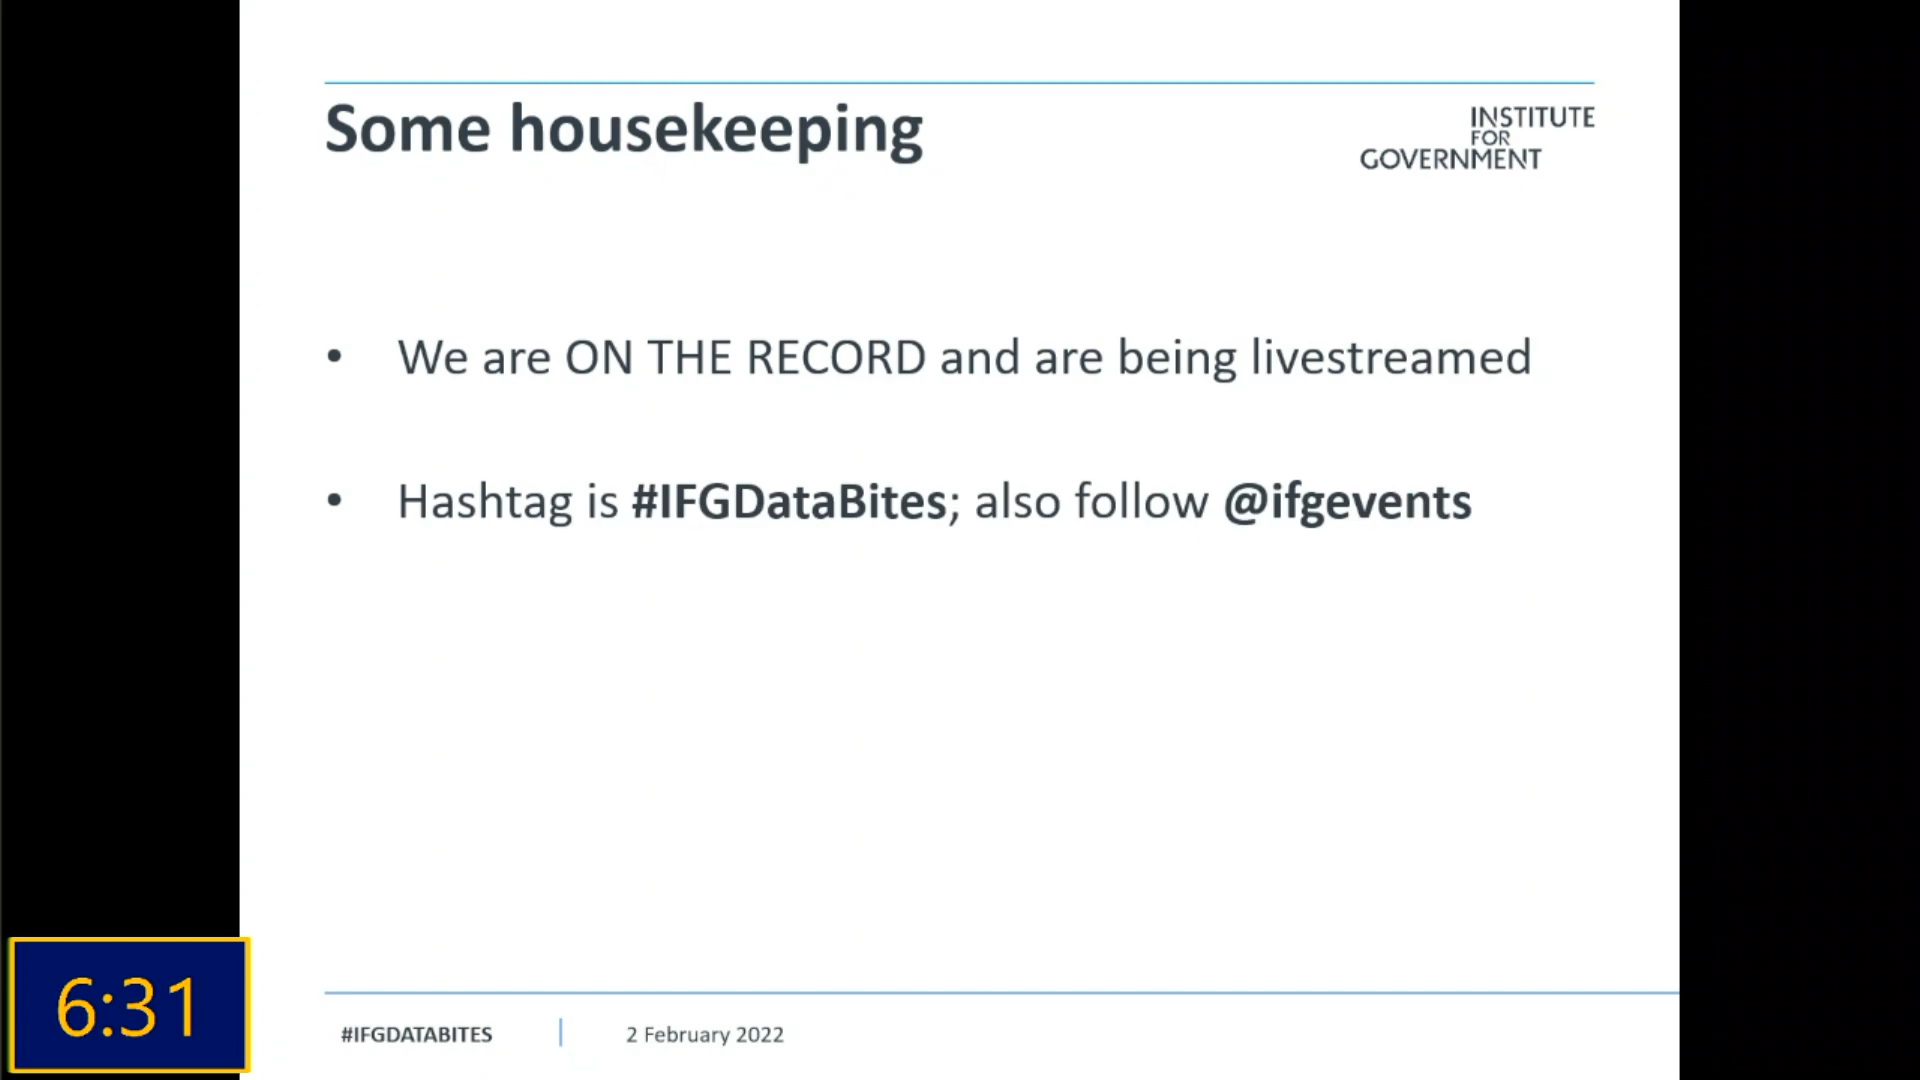 Some housekeeping
INSTITUTE
FOR
GOVERNMENT
• We are ON THE RECORD and are being livestreamed
• Hashtag is #IFGDataBites; also follow @ifgevents
6:31
#IFGDATABITES
2 February 2022